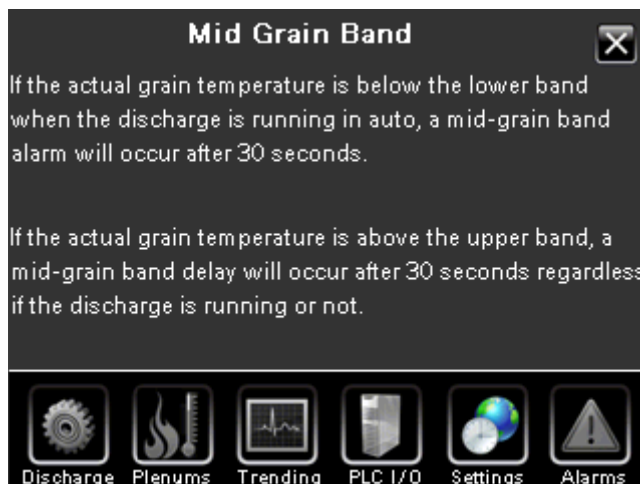 Mid Grain Band
If the actual grain temperature is below the lower band
when the discharge is running in auto, a mid-grain band
alarm will occur after 30 seconds.
If the actual grain temperature is above the upper band, a
mid-grain band delay will occur after 30 seconds regardless
if the discharge is running or not.
Discharge Plenums Trending PLC I/O Settings Alarms